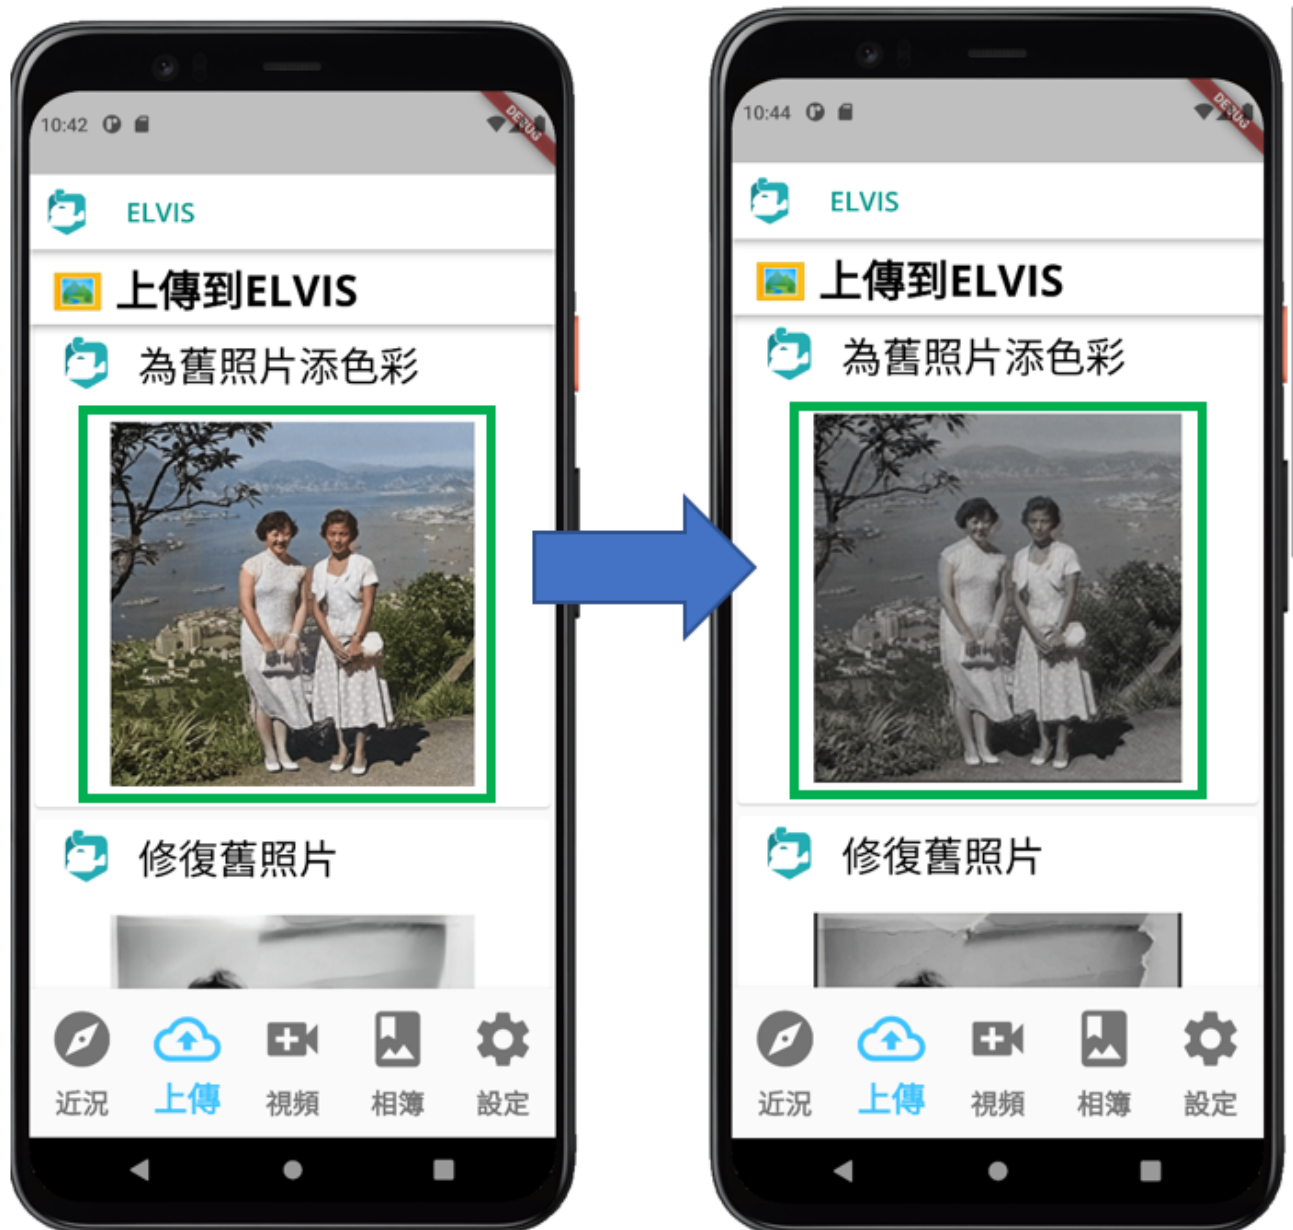 10:42
DEBUG
ELVIS
上傳到ELVIS
為舊照片添色彩
修復舊照片
近況
上傳
視頻
相簿
設定
10:44
DEBUG
ELVIS
上傳到ELVIS
為舊照片添色彩
修復舊照片
近況
上傳
視頻
相簿
設定